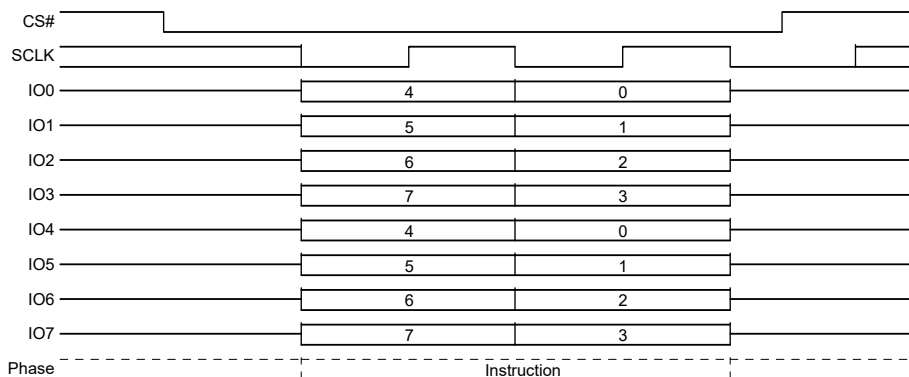 CS#
SCLK
IO0 4 0
IO1 5 1
IO2 6 2
IO3 7 3
IO4 4 0
IO5 5 1
IO6 6 2
IO7 7 3
Phase Instruction